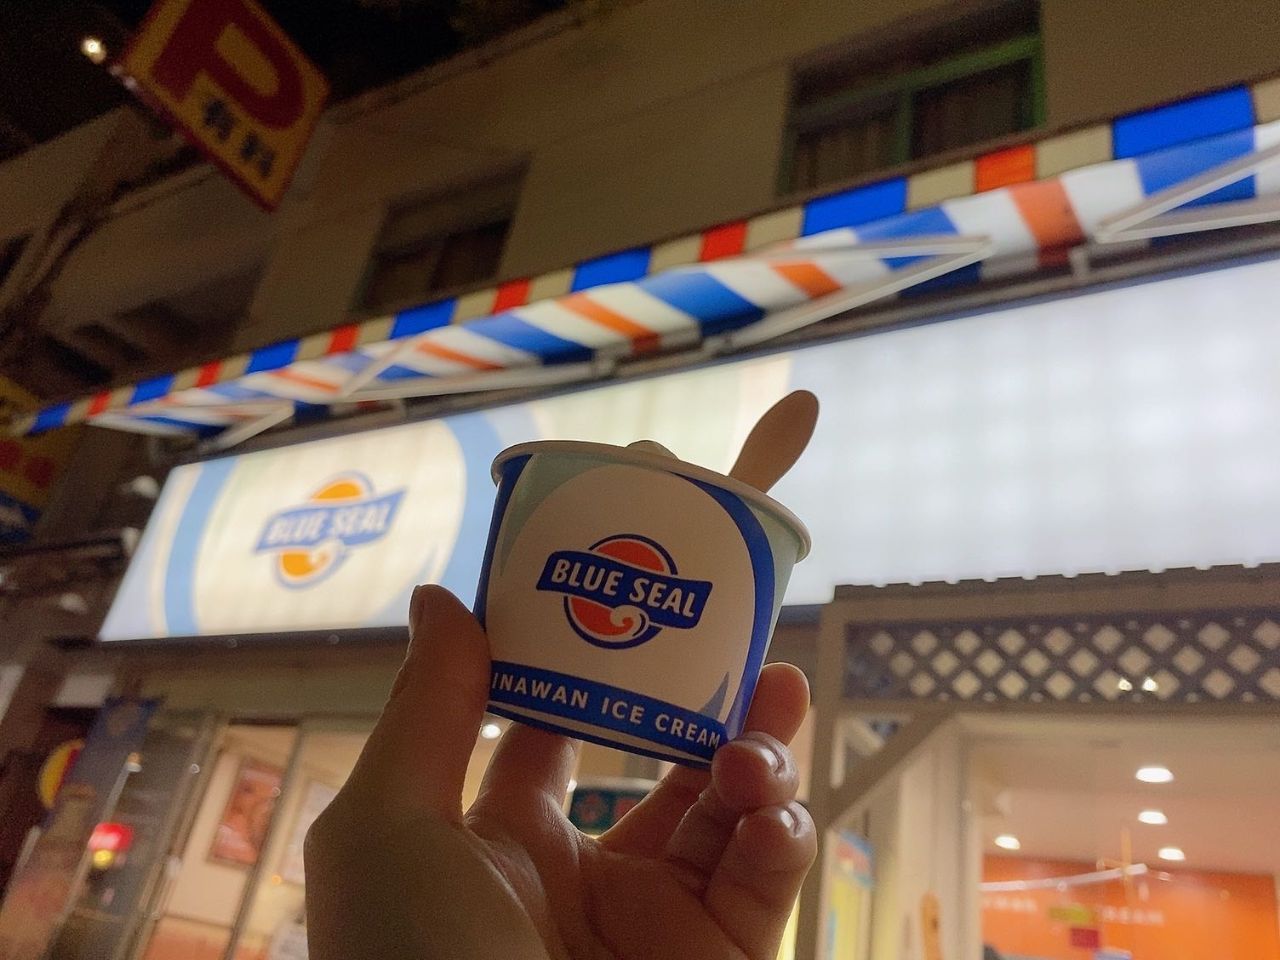 P
有料
BLUE SEAL
BLUE SEAL
INAWAN ICE CREAM